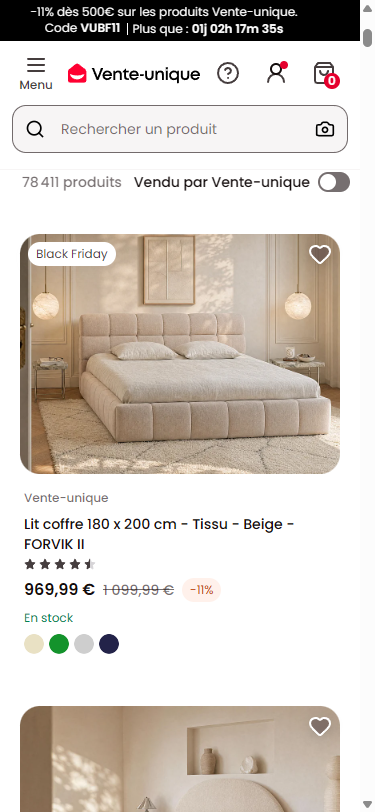 -11% dès 500€ sur les produits Vente-unique.
Code VUBF11 | Plus que : 01j 02h 17m 35s
Menu
Vente-unique
0
Rechercher un produit
78 411 produits Vendu par Vente-unique
Black Friday
Vente-unique
Lit coffre 180 x 200 cm - Tissu - Beige -
FORVIK II
969,99 € 1 099,99 € -11%
En stock